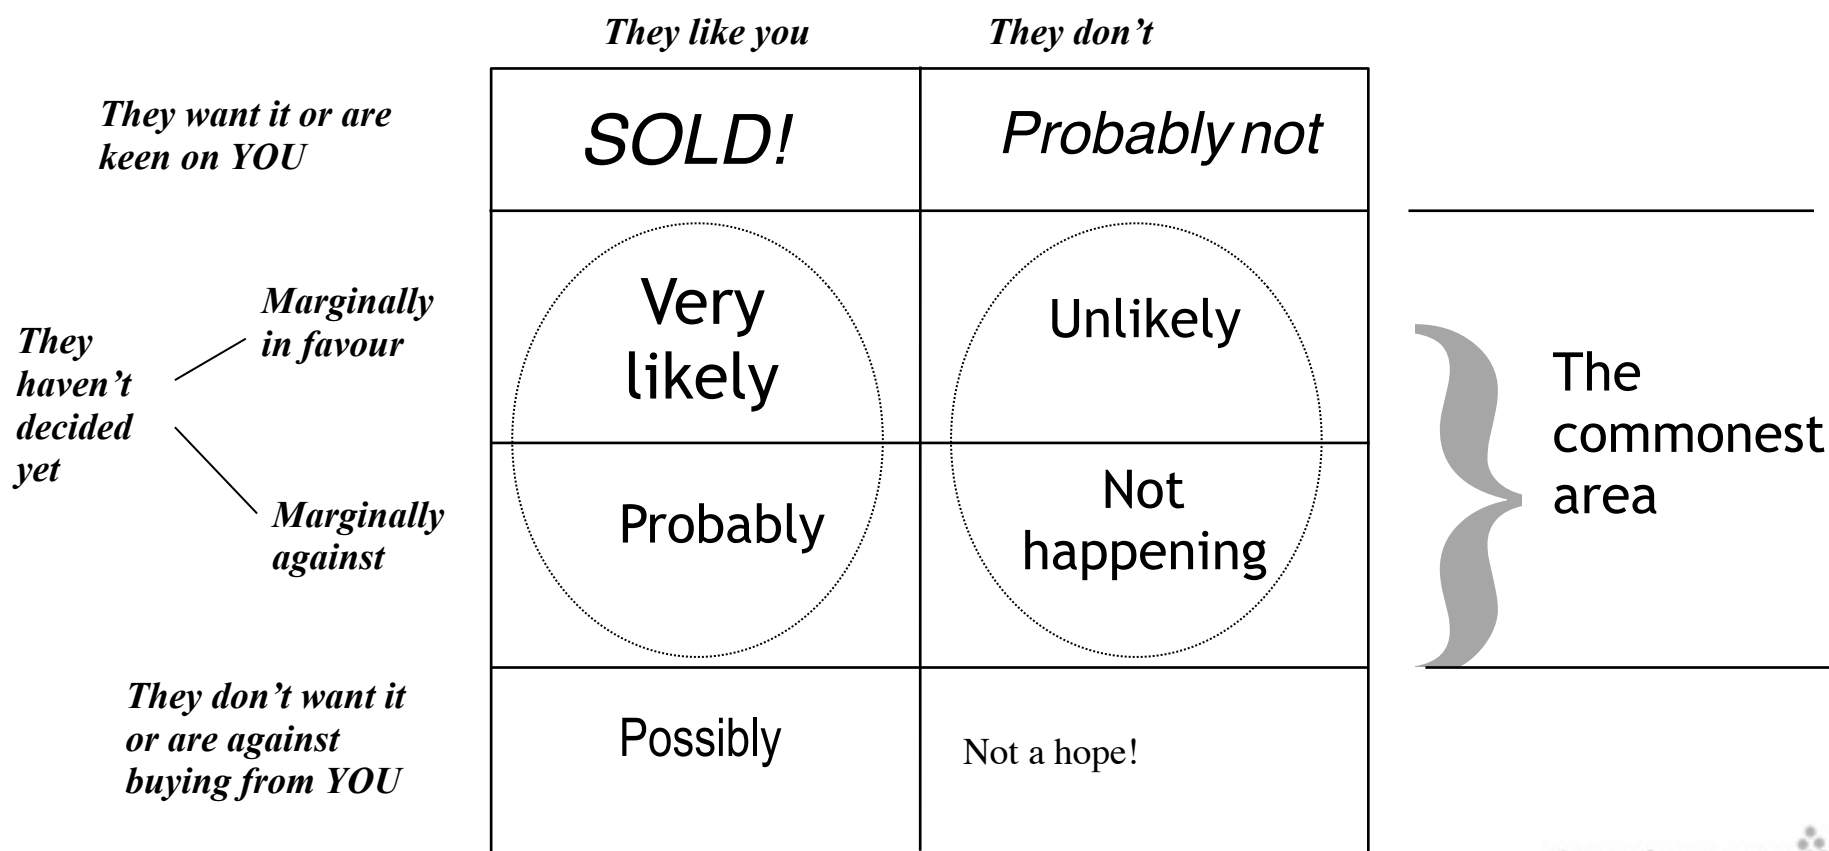 They like you
They don't
They want it or are
keen on YOU
SOLD!
Probably not
They
haven't
decided
yet
Marginally
in favour
Very
likely
Unlikely
The
commonest
area
Marginally
against
Probably
Not
happening
They don't want it
or are against
buying from YOU
Possibly
Not a hope!